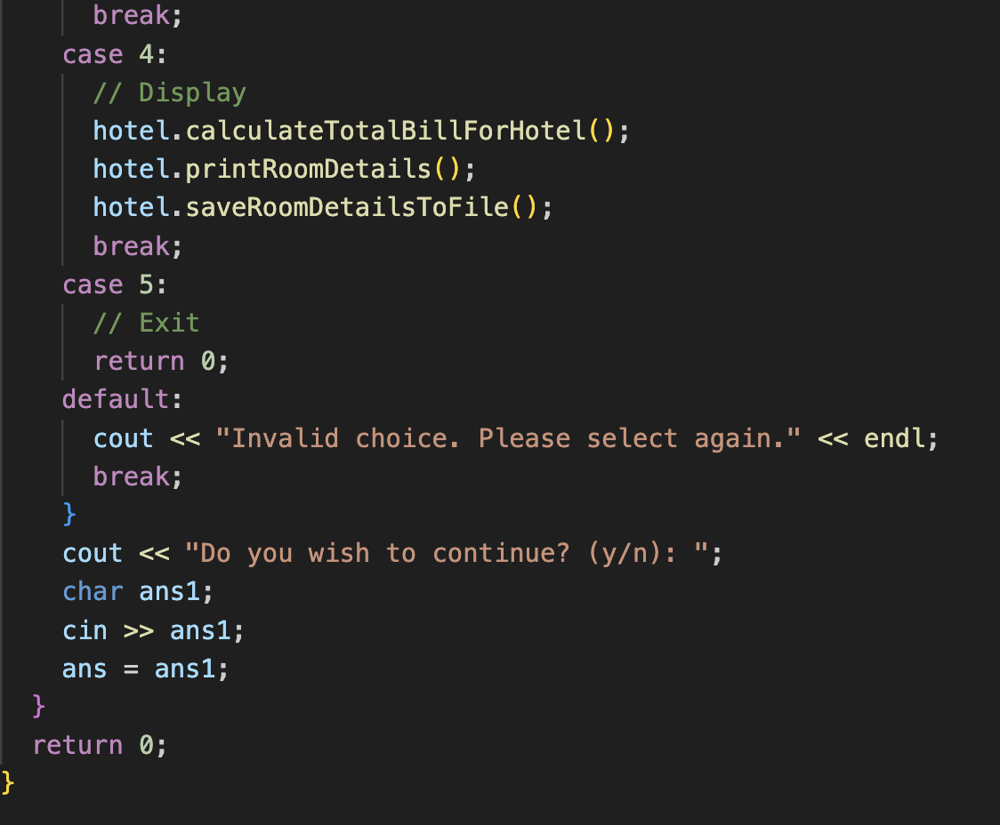 break;
case 4:
// Display
hotel.calculateTotalBillForHotel();
hotel.printRoomDetails();
hotel.saveRoomDetailsToFile();
break;
case 5:
// Exit
return 0;
default:
cout << "Invalid choice. Please select again." << endl;
break;
}
cout << "Do you wish to continue? (y/n): ";
char ans1;
cin >> ans1;
ans = ans1;
}
return 0;
}